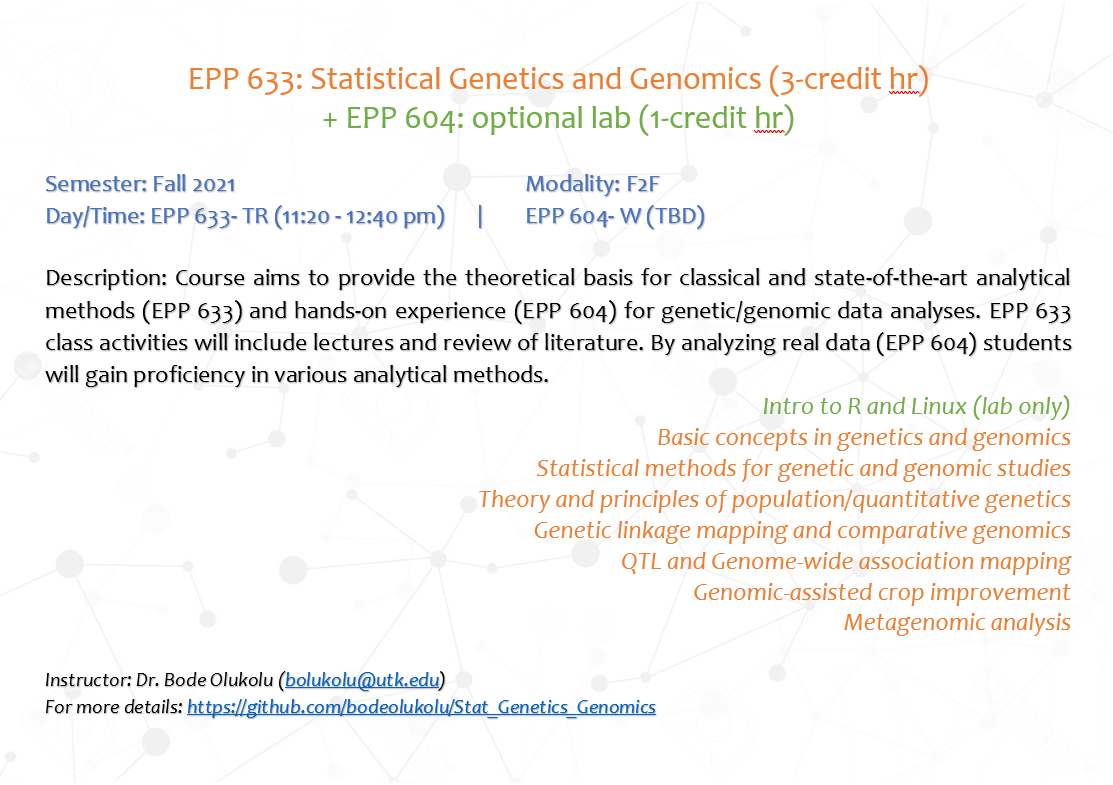 EPP 633: Statistical Genetics and Genomics (3-credit hr)
+ EPP 604: optional lab (1-credit hr)
Semester: Fall 2021 Modality: F2F
Day/Time: EPP 633- TR (11:20 - 12:40 pm) | EPP 604- W (TBD)
Description: Course aims to provide the theoretical basis for classical and state-of-the-art analytical
methods (EPP 633) and hands-on experience (EPP 604) for genetic/genomic data analyses. EPP 633
class activities will include lectures and review of literature. By analyzing real data (EPP 604) students
will gain proficiency in various analytical methods.
Intro to R and Linux (lab only)
Basic concepts in genetics and genomics
Statistical methods for genetic and genomic studies
Theory and principles of population/quantitative genetics
Genetic linkage mapping and comparative genomics
QTL and Genome-wide association mapping
Genomic-assisted crop improvement
Metagenomic analysis
Instructor: Dr. Bode Olukolu (bolukolu@utk.edu)
For more details: https://github.com/bodeolukolu/Stat_Genetics_Genomics